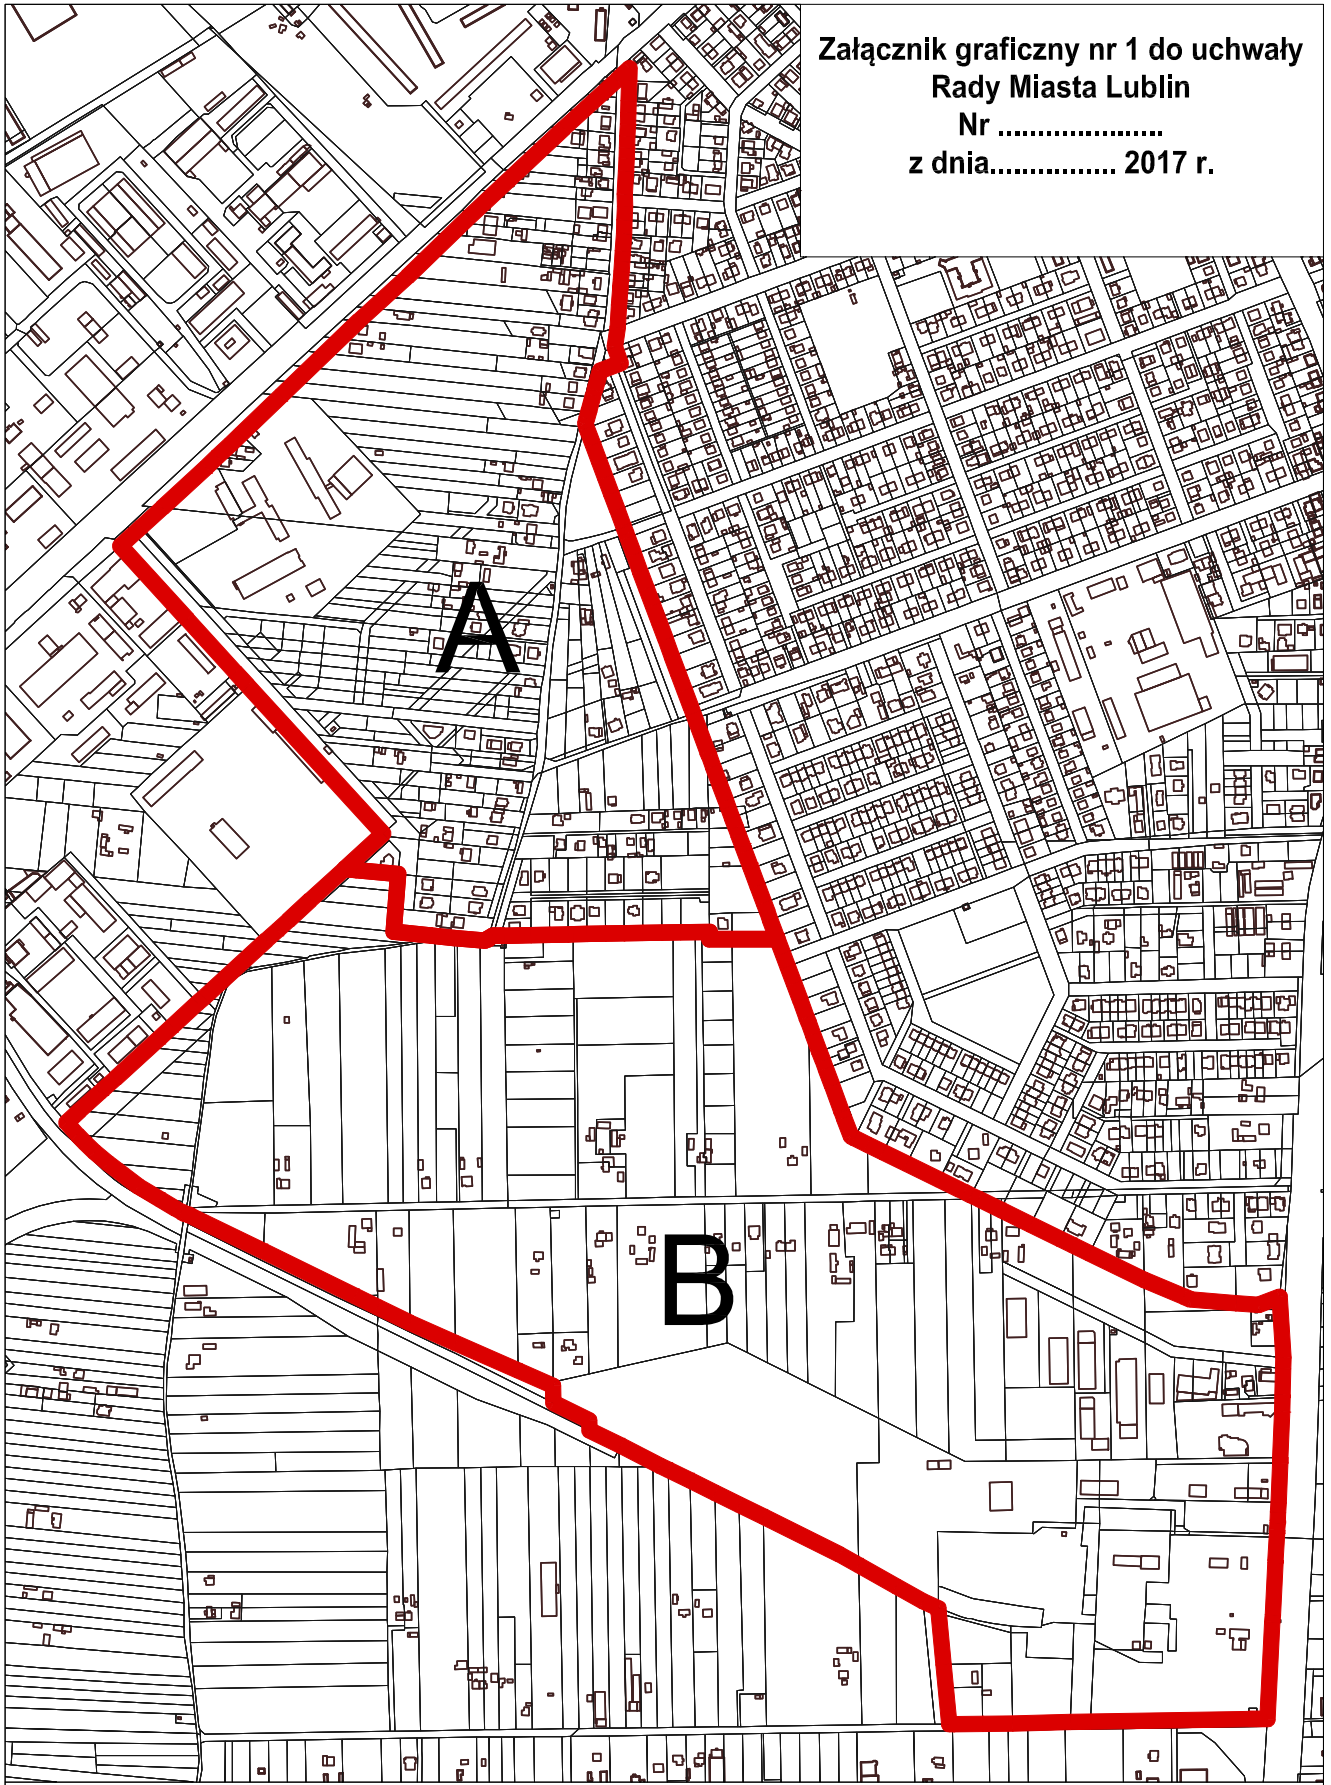 Załącznik graficzny nr 1 do uchwały
Rady Miasta Lublin
Nr ....................
z dnia............... 2017 r.
A
B